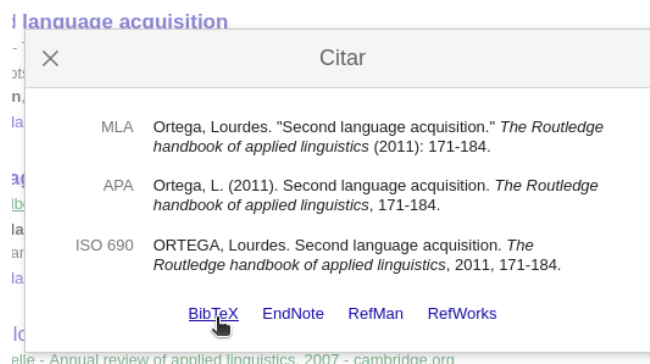 language acquisition
Citar
MLA
Ortega, Lourdes. "Second language acquisition." The Routledge
handbook of applied linguistics (2011): 171-184.
APA
Ortega, L. (2011). Second language acquisition. The Routledge
handbook of applied linguistics, 171-184.
ISO 690
ORTEGA, Lourdes. Second language acquisition. The
Routledge handbook of applied linguistics, 2011, 171-184.
BibTeX EndNote RefMan RefWorks
elle - Annual review of applied linguistics, 2007 - cambridge.org